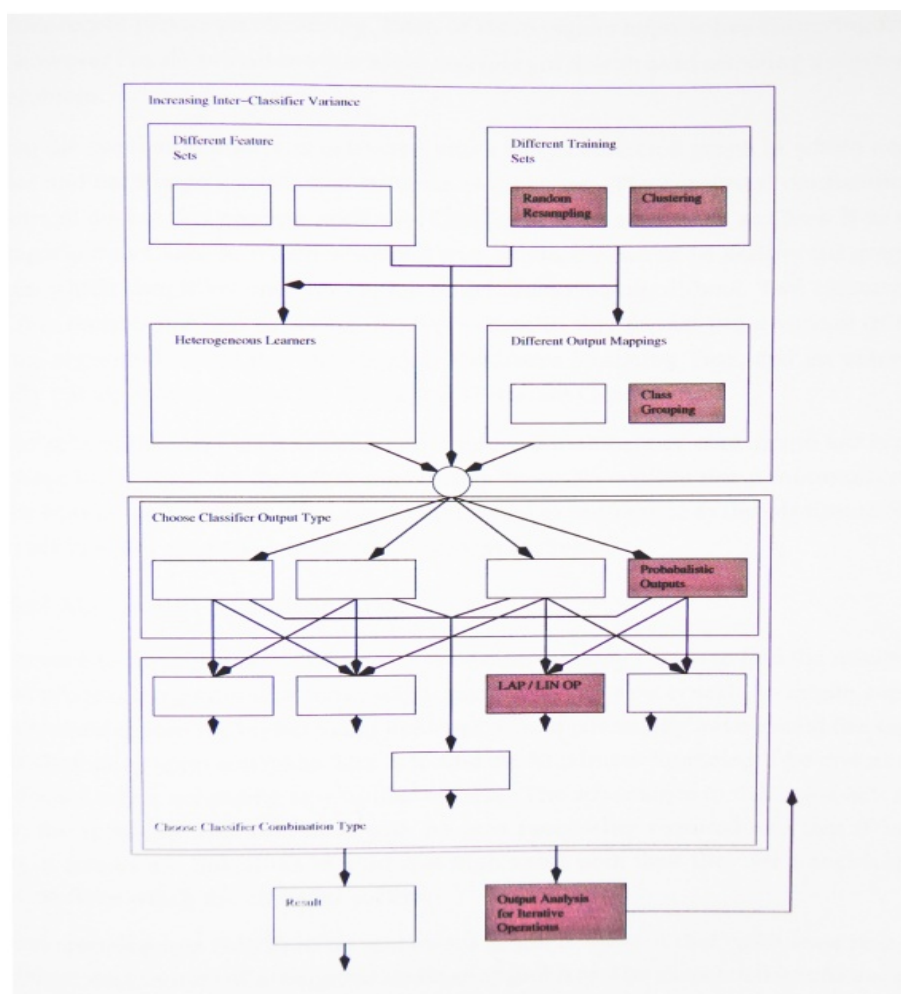 Increasing Inter-Classifier Variance
Different Feature
Sets
Different Training
Sets
Random
Resampling
Clustering
Heterogeneous Learners
Different Output Mappings
Class
Grouping
Choose Classifier Output Type
Probabalistic
Outputs
LAP / LIN OP
Choose Classifier Combination Type
Result
Output Analysis
for Iterative
Operations